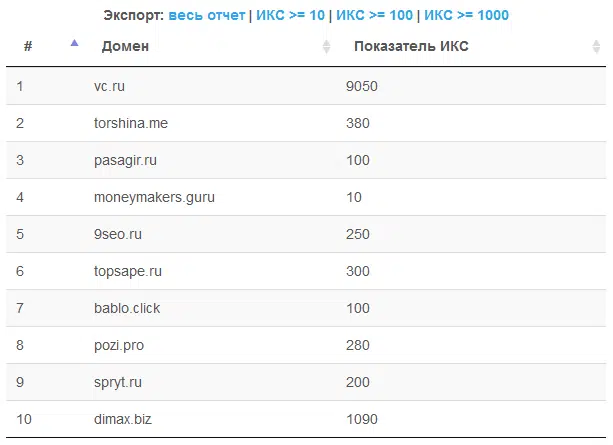 Экспорт: весь отчет | ИКС >= 10 | ИКС >= 100 | ИКС >= 1000
# Домен Показатель ИКС
1 vc.ru 9050
2 torshina.me 380
3 pasagir.ru 100
4 moneymakers.guru 10
5 9seo.ru 250
6 topsape.ru 300
7 bablo.click 100
8 pozi.pro 280
9 spryt.ru 200
10 dimax.biz 1090